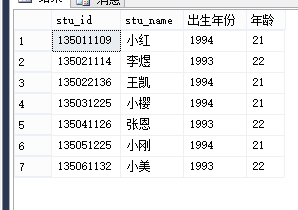 结果 消息
stu_id stu_name 出生年份 年龄
1 135011109 小红 1994 21
2 135021114 李煜 1993 22
3 135022136 王凯 1994 21
4 135031225 小樱 1994 21
5 135041126 张恩 1993 22
6 135051225 小刚 1994 21
7 135061132 小美 1993 22